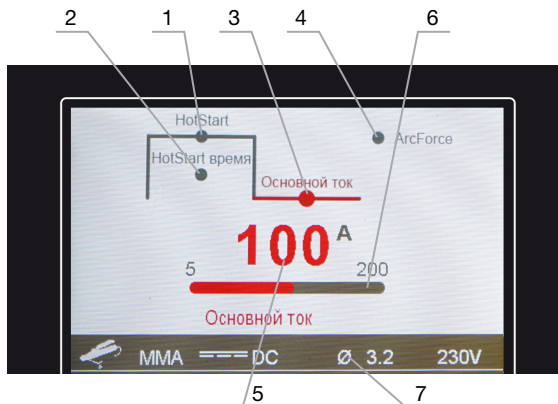 2 1 3 4 6
HotStart
ArcForce
HotStart время
Основной ток
100 A
5 200
Основной ток
MMA DC Ø 3.2 230V
5 7